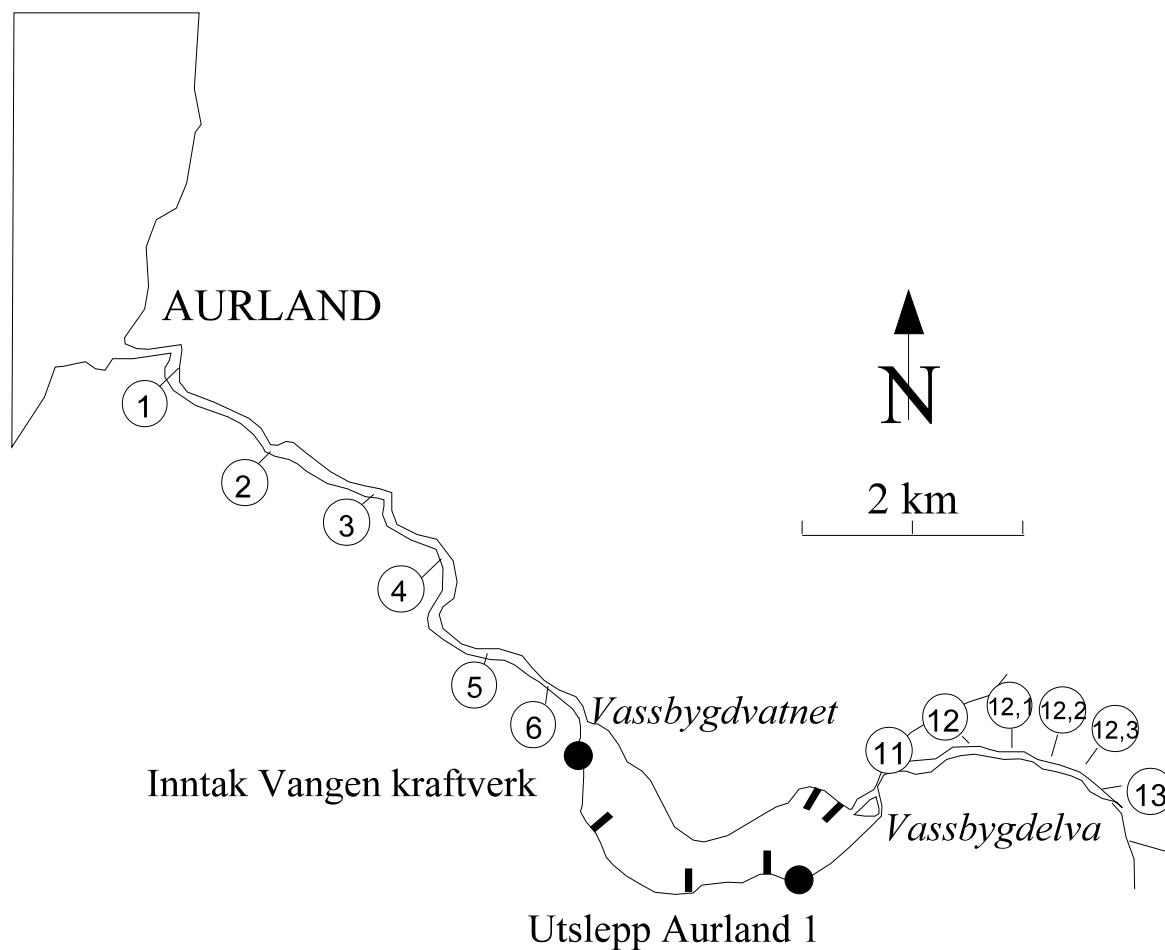 AURLAND
N
2 km
1
2
3
4
5
6
Vassbygdvatnet
Inntak Vangen kraftverk
11
12
12,1
12,2
12,3
13
Vassbygdelva
Utslepp Aurland 1